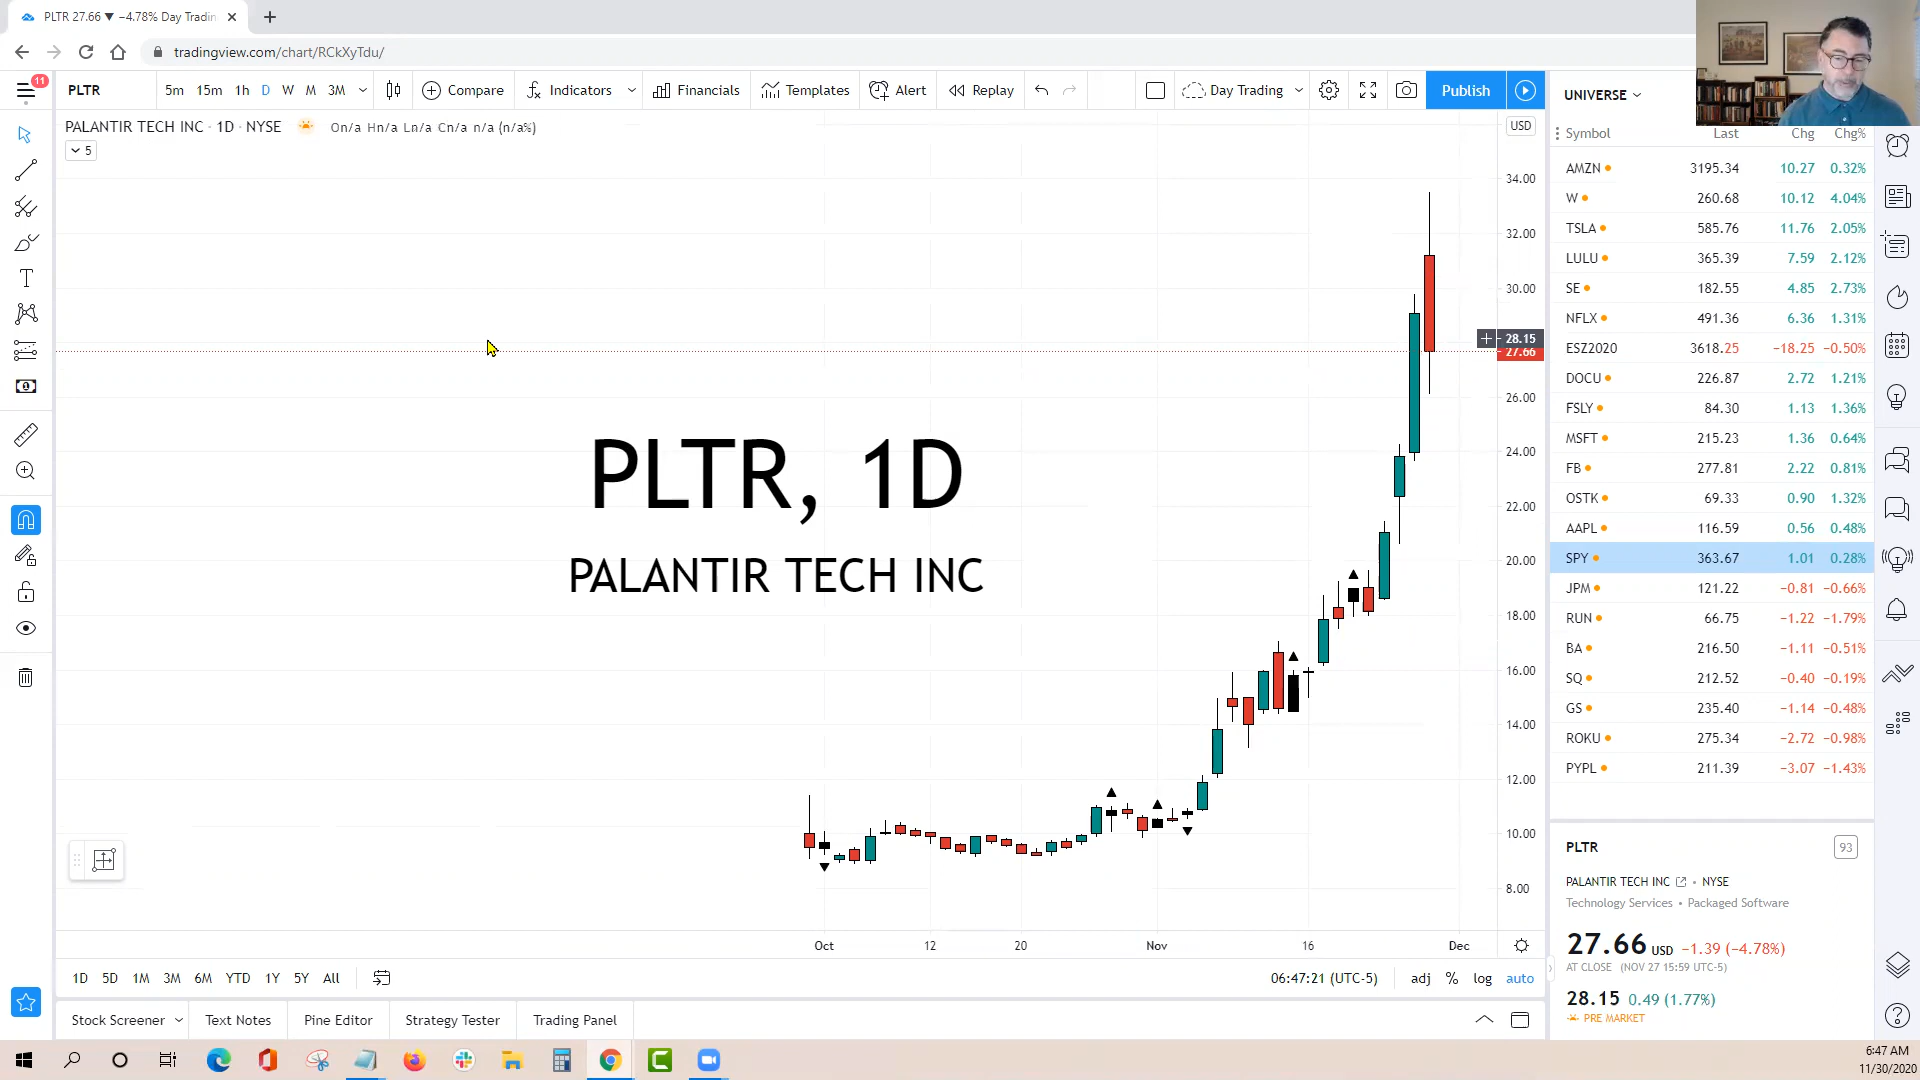 PLTR 27.66 ▼ −4.78% Day Tradin
tradingview.com/chart/RCkXyTdu/
11
PLTR 5m 15m 1h D W M 3M Compare Indicators Financials Templates Alert Replay Day Trading Publish
PALANTIR TECH INC · 1D · NYSE On/a Hn/a Ln/a Cn/a n/a (n/a%)
5
USD
34.00
32.00
30.00
28.15
27.66
26.00
24.00
22.00
20.00
18.00
16.00
14.00
12.00
10.00
8.00
PLTR, 1D
PALANTIR TECH INC
Oct 12 20 Nov 16 Dec
1D 5D 1M 3M 6M YTD 1Y 5Y All 06:47:21 (UTC-5) adj % log auto
Stock Screener Text Notes Pine Editor Strategy Tester Trading Panel
UNIVERSE
Symbol Last Chg Chg%
AMZN 3195.34 10.27 0.32%
W 260.68 10.12 4.04%
TSLA 585.76 11.76 2.05%
LULU 365.39 7.59 2.12%
SE 182.55 4.85 2.73%
NFLX 491.36 6.36 1.31%
ESZ2020 3618.25 −18.25 −0.50%
DOCU 226.87 2.72 1.21%
FSLY 84.30 1.13 1.36%
MSFT 215.23 1.36 0.64%
FB 277.81 2.22 0.81%
OSTK 69.33 0.90 1.32%
AAPL 116.59 0.56 0.48%
SPY 363.67 1.01 0.28%
JPM 121.22 −0.81 −0.66%
RUN 66.75 −1.22 −1.79%
BA 216.50 −1.11 −0.51%
SQ 212.52 −0.40 −0.19%
GS 235.40 −1.14 −0.48%
ROKU 275.34 −2.72 −0.98%
PYPL 211.39 −3.07 −1.43%
PLTR 93
PALANTIR TECH INC • NYSE
Technology Services • Packaged Software
27.66 USD −1.39 (−4.78%)
AT CLOSE (NOV 27 15:59 UTC-5)
28.15 0.49 (1.77%)
PRE MARKET
6:47 AM
11/30/2020